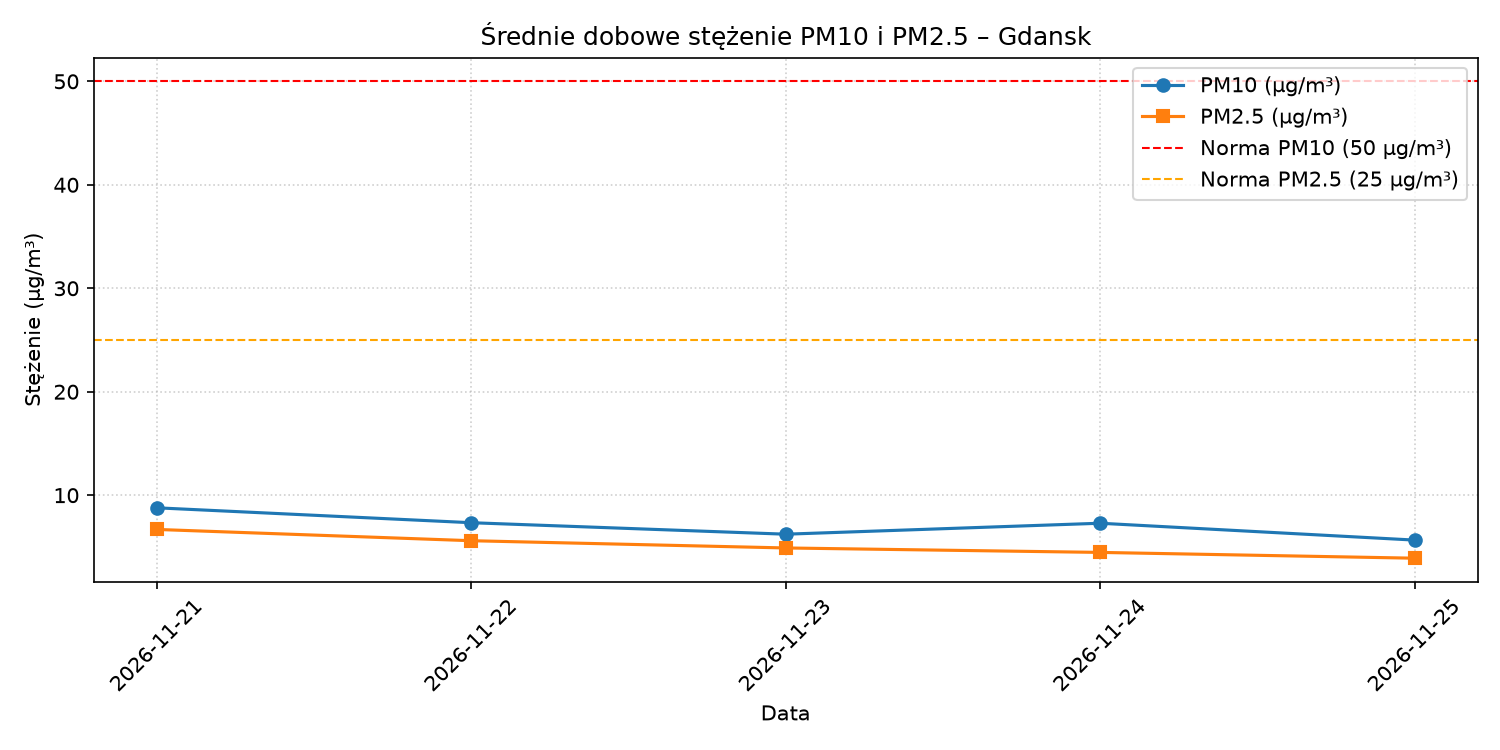 Średnie dobowe stężenie PM10 i PM2.5 – Gdansk
PM10 (µg/m³)
PM2.5 (µg/m³)
Norma PM10 (50 µg/m³)
Norma PM2.5 (25 µg/m³)
Stężenie (µg/m³)
50
40
30
20
10
2026-11-21
2026-11-22
2026-11-23
2026-11-24
2026-11-25
Data